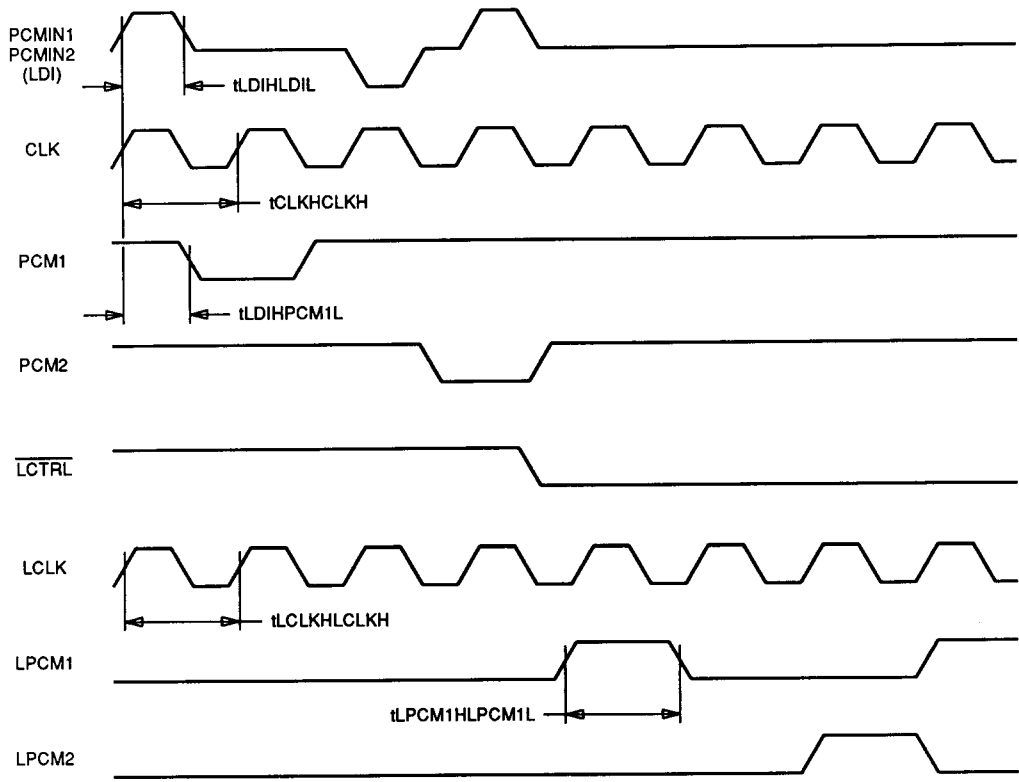 PCMIN1
PCMIN2
(LDI)
tLDIHLDIL
CLK
tCLKHCLKH
PCM1
tLDIHPCM1L
PCM2
LCTRL
LCLK
tLCLKHLCLKH
LPCM1
tLPCM1HLPCM1L
LPCM2